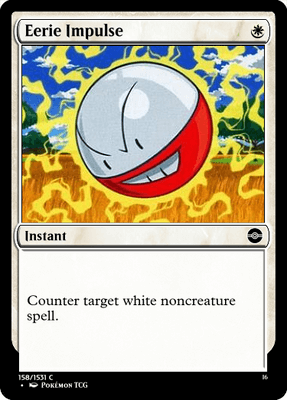 Eerie Impulse
Instant
Counter target white noncreature
spell.
158/1531 C
16
• Pokémon TCG